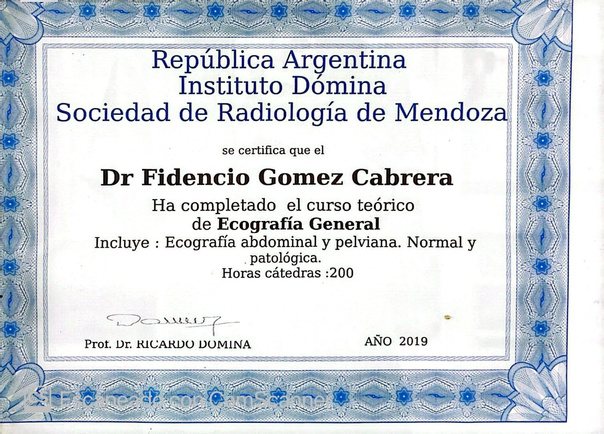 República Argentina
Instituto Dómina
Sociedad de Radiología de Mendoza
se certifica que el
Dr Fidencio Gomez Cabrera
Ha completado el curso teórico
de Ecografía General
Incluye : Ecografía abdominal y pelviana. Normal y
patológica.
Horas cátedras :200
Prof. Dr. RICARDO DOMINA
AÑO 2019
CS Escaneado con CamScanner